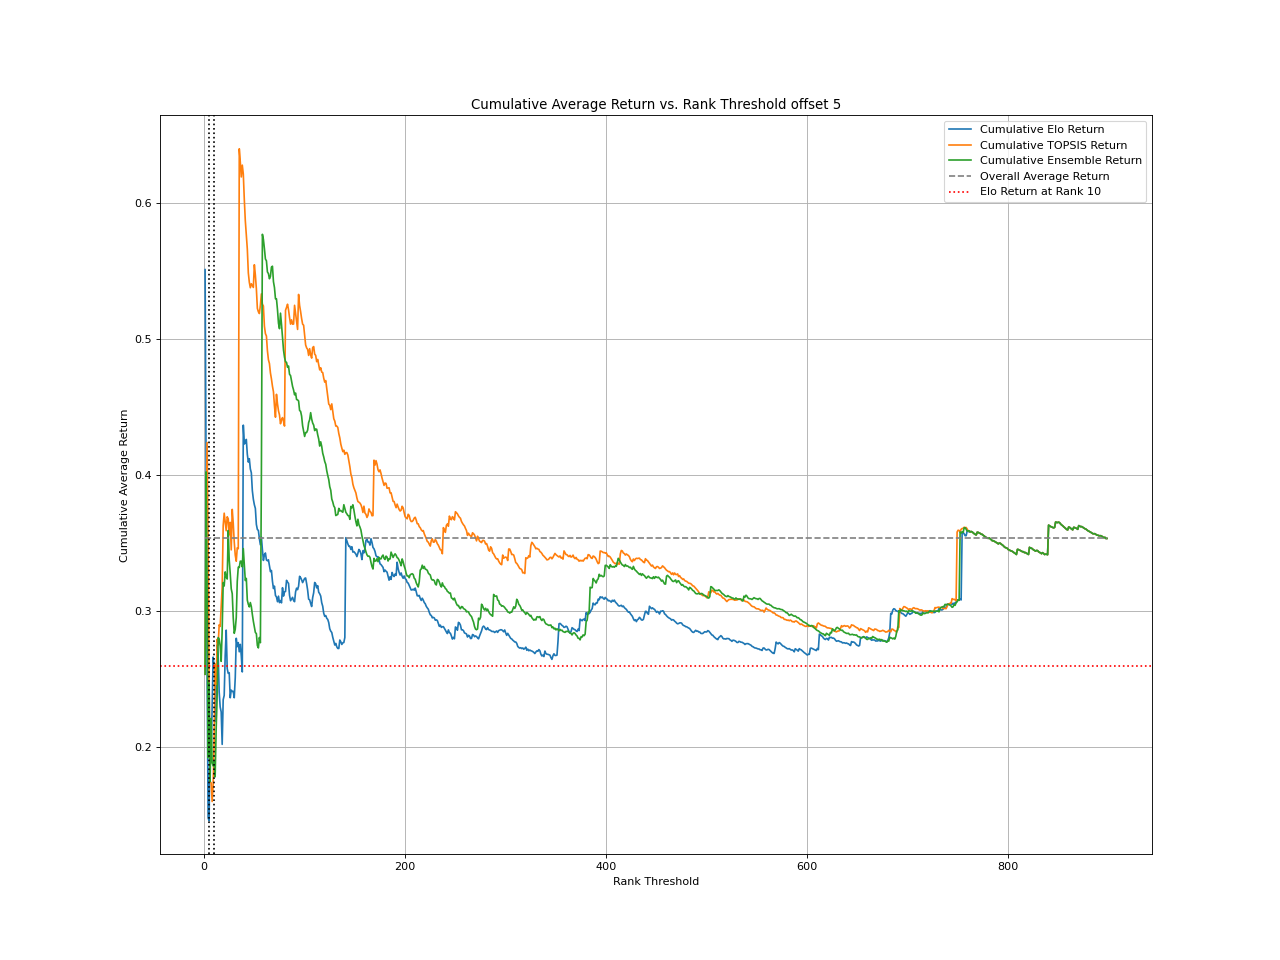 Cumulative Average Return vs. Rank Threshold offset 5
Cumulative Elo Return
Cumulative TOPSIS Return
Cumulative Ensemble Return
Overall Average Return
Elo Return at Rank 10
0.6
0.5
0.4
0.3
0.2
Cumulative Average Return
0
200
400
600
800
Rank Threshold